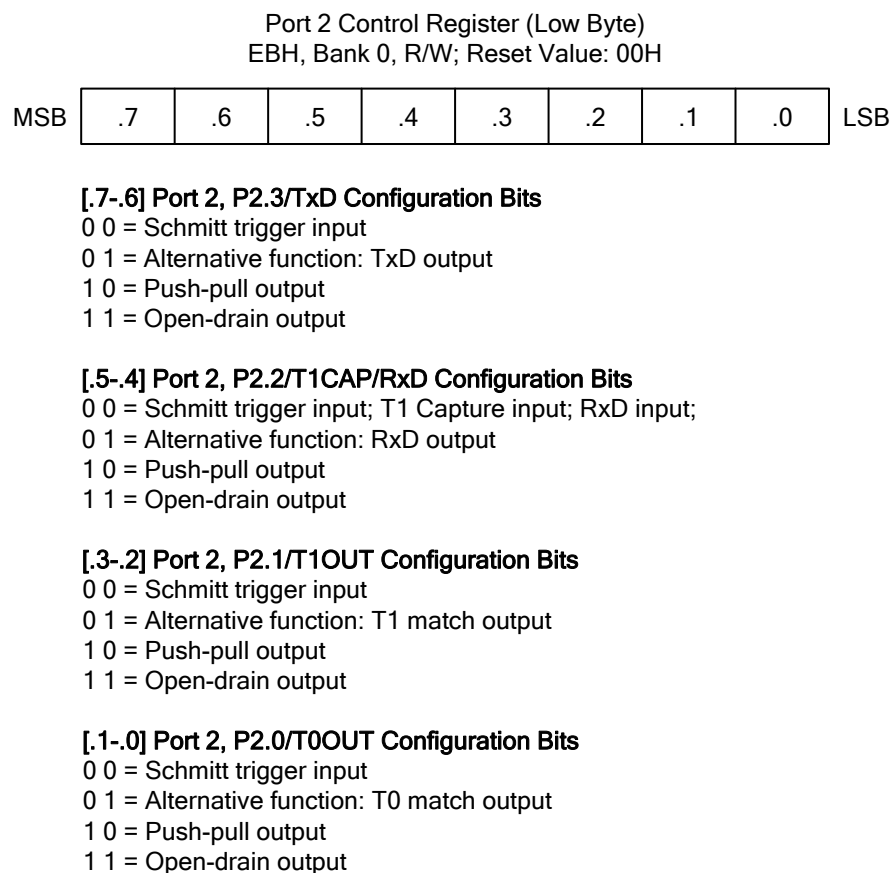 Port 2 Control Register (Low Byte)
EBH, Bank 0, R/W; Reset Value: 00H
MSB .7 .6 .5 .4 .3 .2 .1 .0 LSB
[.7-.6] Port 2, P2.3/TxD Configuration Bits
0 0 = Schmitt trigger input
0 1 = Alternative function: TxD output
1 0 = Push-pull output
1 1 = Open-drain output
[.5-.4] Port 2, P2.2/T1CAP/RxD Configuration Bits
0 0 = Schmitt trigger input; T1 Capture input; RxD input;
0 1 = Alternative function: RxD output
1 0 = Push-pull output
1 1 = Open-drain output
[.3-.2] Port 2, P2.1/T1OUT Configuration Bits
0 0 = Schmitt trigger input
0 1 = Alternative function: T1 match output
1 0 = Push-pull output
1 1 = Open-drain output
[.1-.0] Port 2, P2.0/T0OUT Configuration Bits
0 0 = Schmitt trigger input
0 1 = Alternative function: T0 match output
1 0 = Push-pull output
1 1 = Open-drain output